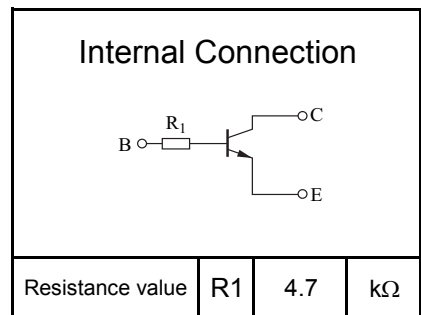 Internal Connection
C
R1
B
E
Resistance value R1 4.7 kΩ